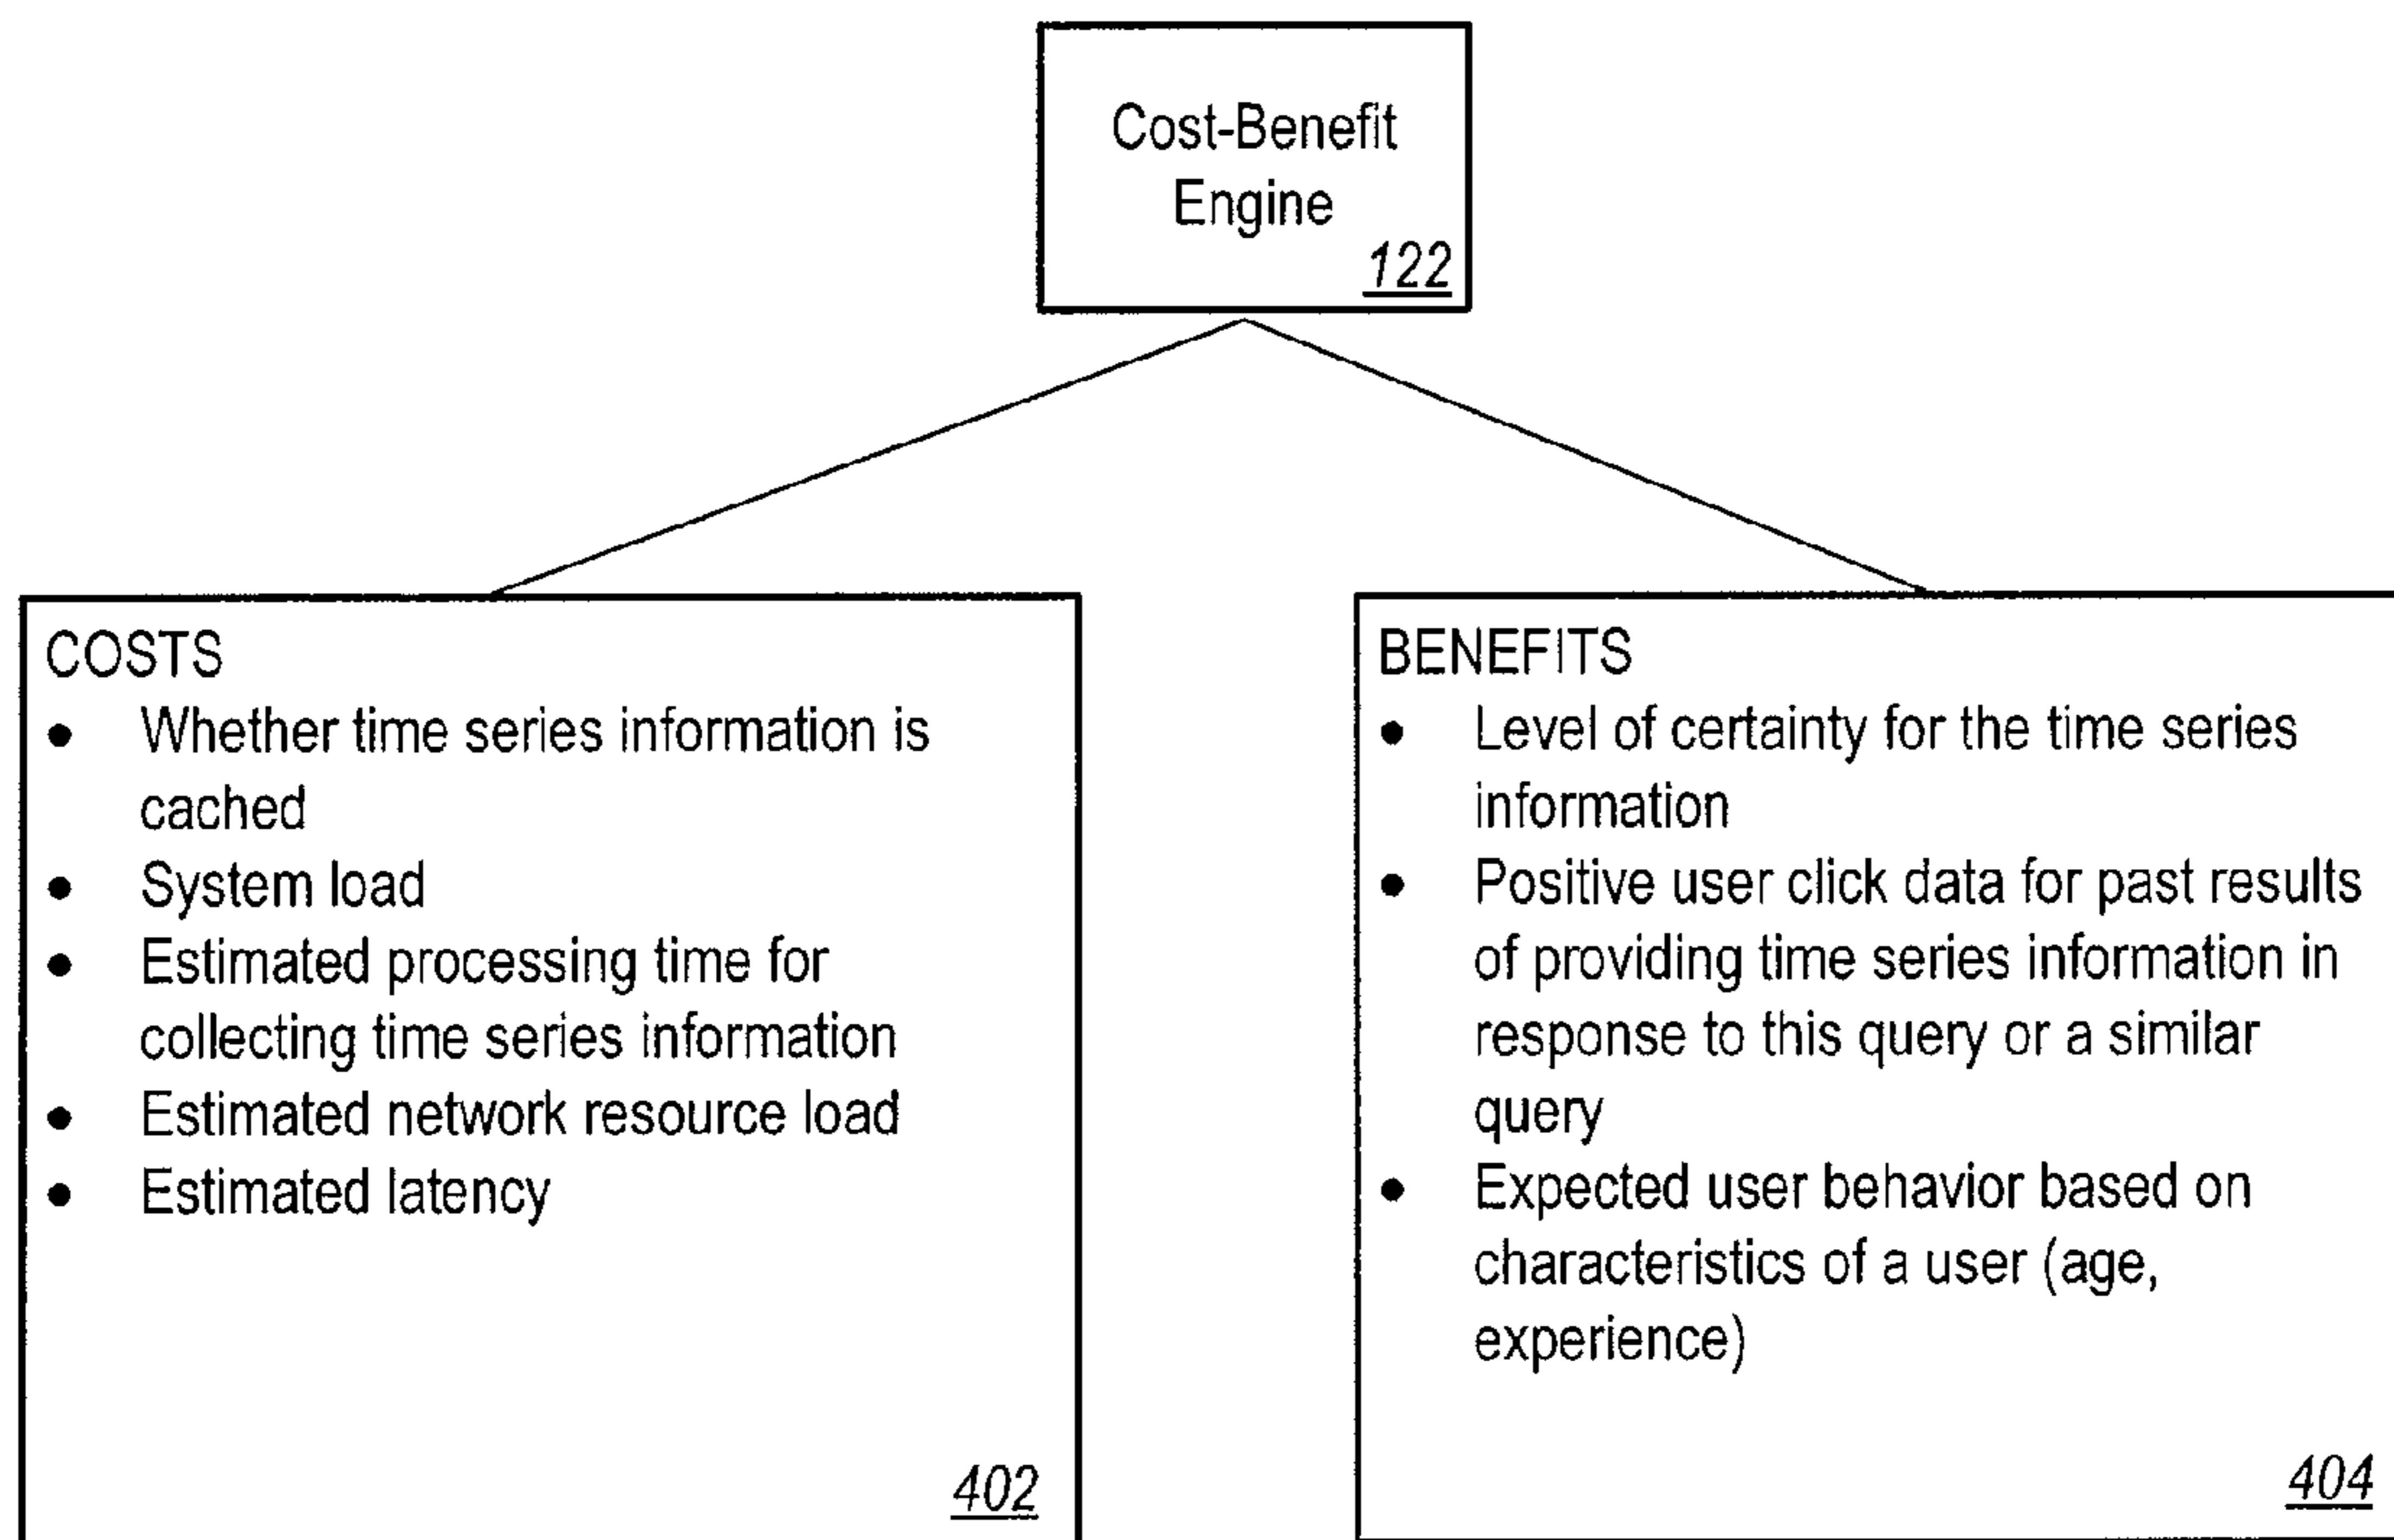 Cost-Benefit
Engine
122
COSTS
● Whether time series information is
cached
● System load
● Estimated processing time for
collecting time series information
● Estimated network resource load
● Estimated latency
402
BENEFITS
● Level of certainty for the time series
information
● Positive user click data for past results
of providing time series information in
response to this query or a similar
query
● Expected user behavior based on
characteristics of a user (age,
experience)
404